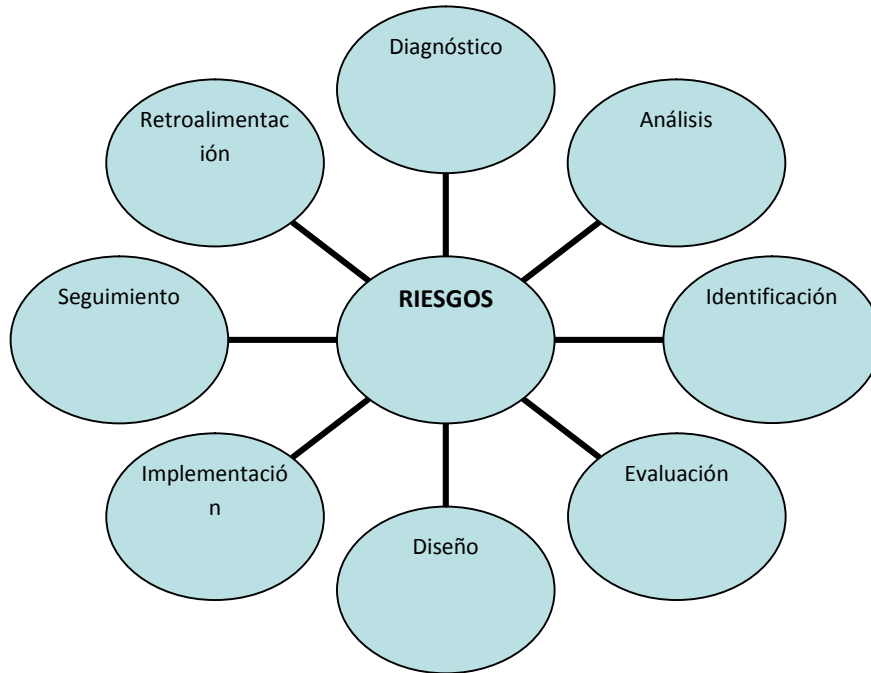 Diagnóstico
Retroalimentac
ión
Análisis
Seguimiento
RIESGOS
Identificación
Implementació
n
Evaluación
Diseño